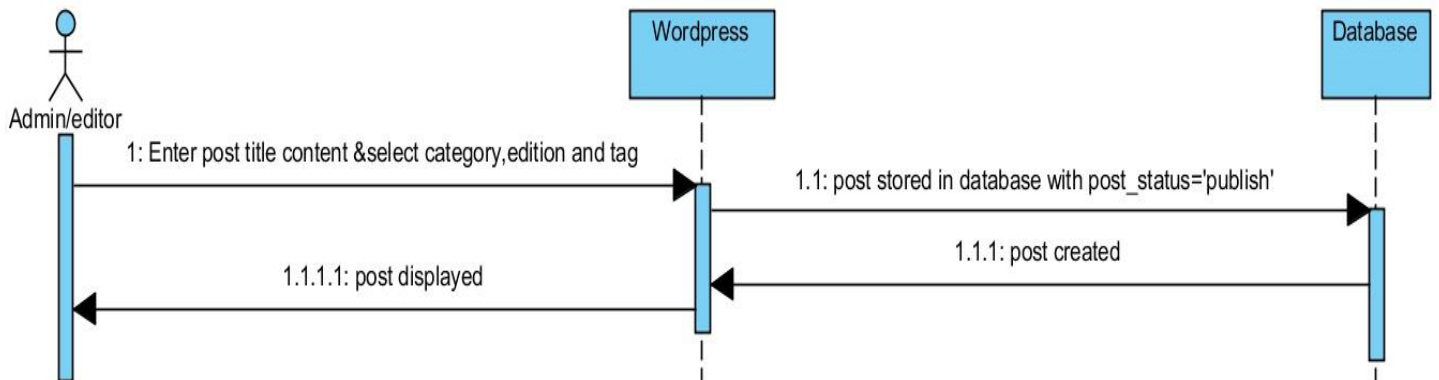 Wordpress
Database
Admin/editor
1: Enter post title content &select category,edition and tag
1.1: post stored in database with post_status='publish'
1.1.1: post created
1.1.1.1: post displayed